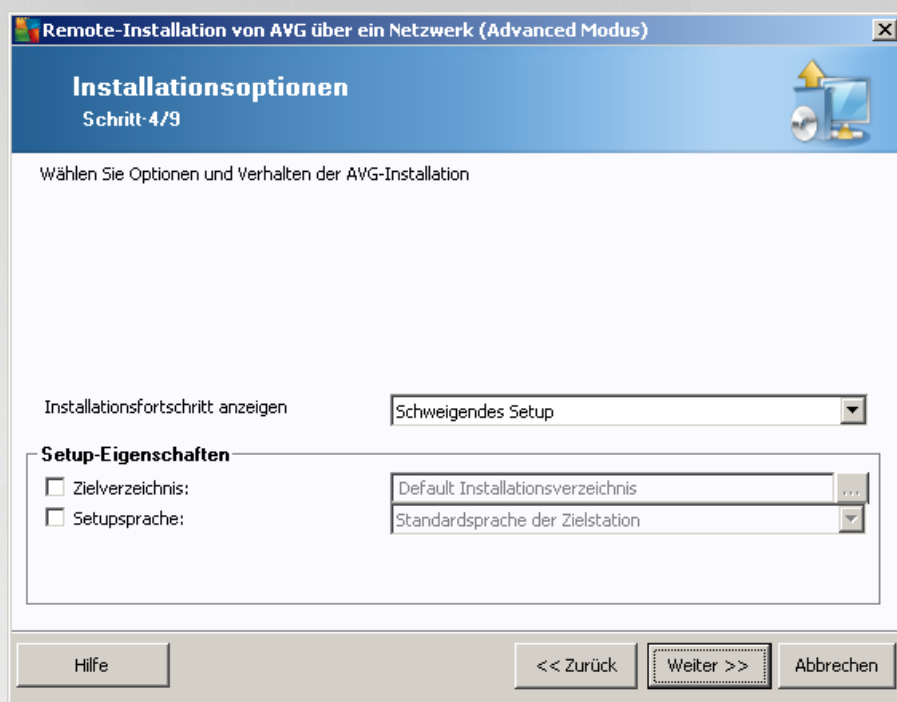 Remote-Installation von AVG über ein Netzwerk (Advanced Modus)
Installationsoptionen
Schritt-4/9
Wählen Sie Optionen und Verhalten der AVG-Installation
Installationsfortschritt anzeigen
Schweigendes Setup
Setup-Eigenschaften
Zielverzeichnis:
Default Installationsverzeichnis
...
Setupsprache:
Standardsprache der Zielstation
Hilfe
<< Zurück
Weiter >>
Abbrechen